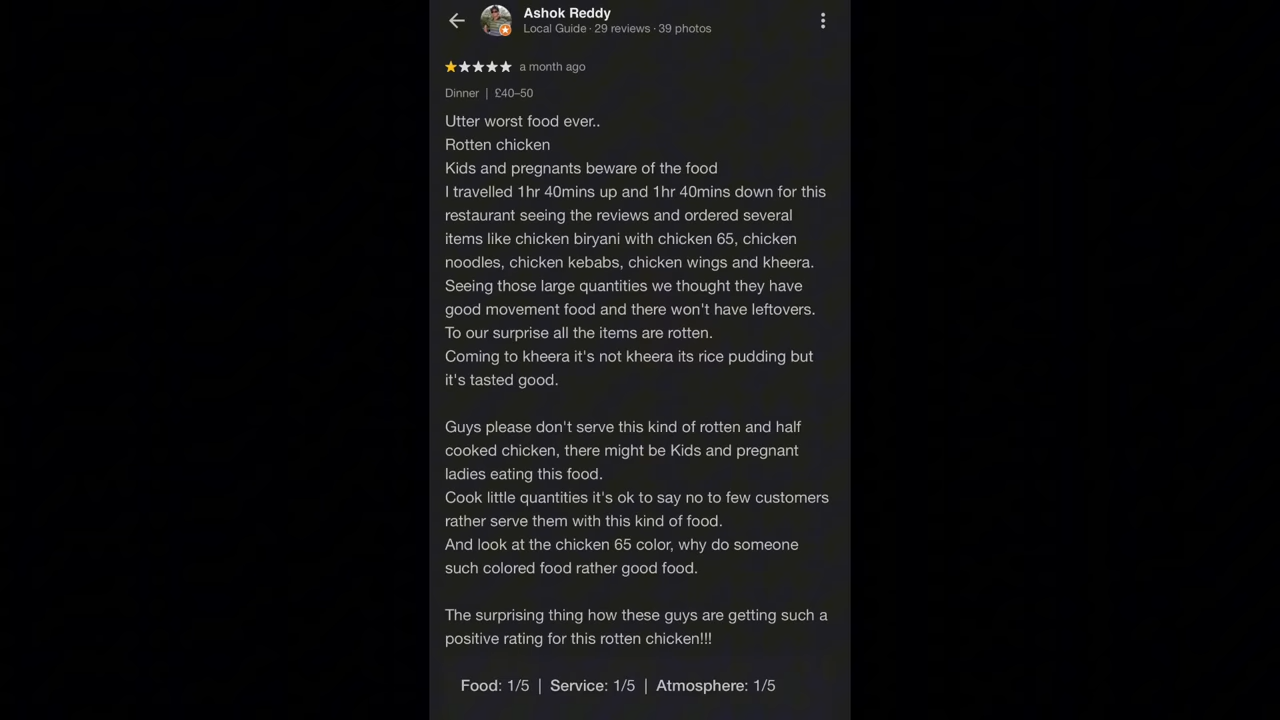 Ashok Reddy
Local Guide · 29 reviews · 39 photos
a month ago
Dinner | £40–50
Utter worst food ever..
Rotten chicken
Kids and pregnants beware of the food
I travelled 1hr 40mins up and 1hr 40mins down for this
restaurant seeing the reviews and ordered several
items like chicken biryani with chicken 65, chicken
noodles, chicken kebabs, chicken wings and kheera.
Seeing those large quantities we thought they have
good movement food and there won't have leftovers.
To our surprise all the items are rotten.
Coming to kheera it's not kheera its rice pudding but
it's tasted good.
Guys please don't serve this kind of rotten and half
cooked chicken, there might be Kids and pregnant
ladies eating this food.
Cook little quantities it's ok to say no to few customers
rather serve them with this kind of food.
And look at the chicken 65 color, why do someone
such colored food rather good food.
The surprising thing how these guys are getting such a
positive rating for this rotten chicken!!!
Food: 1/5 | Service: 1/5 | Atmosphere: 1/5